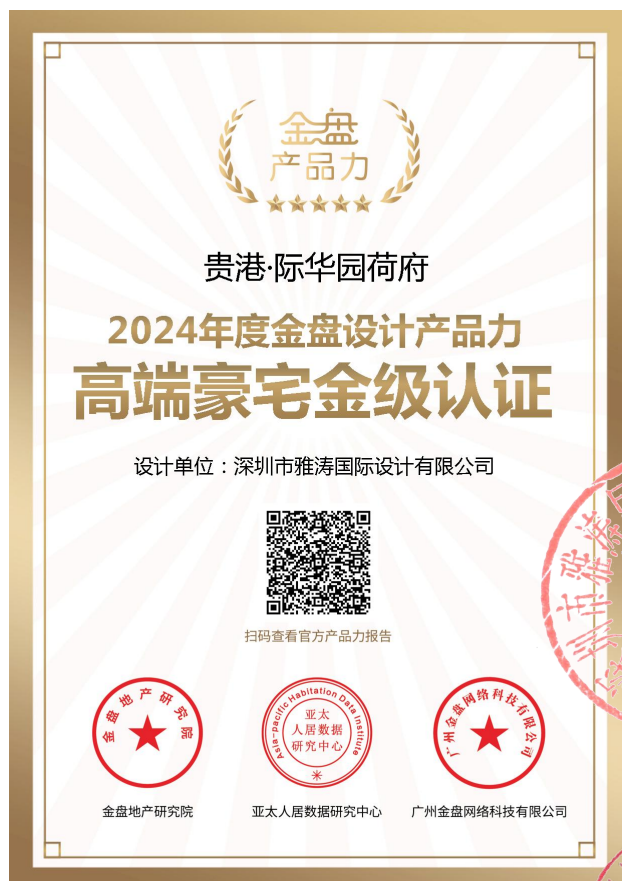 金盘
产品力
贵港·际华园荷府
2024年度金盘设计产品力
高端豪宅金级认证
设计单位：深圳市雅涛国际设计有限公司
深圳市雅涛国
扫码查看官方产品力报告
金盘地产研究院
Asia-pacific Habitation Data Institute
亚太
人居数据
研究中心
广州金盘网络科技有限公司
金盘地产研究院
亚太人居数据研究中心
广州金盘网络科技有限公司